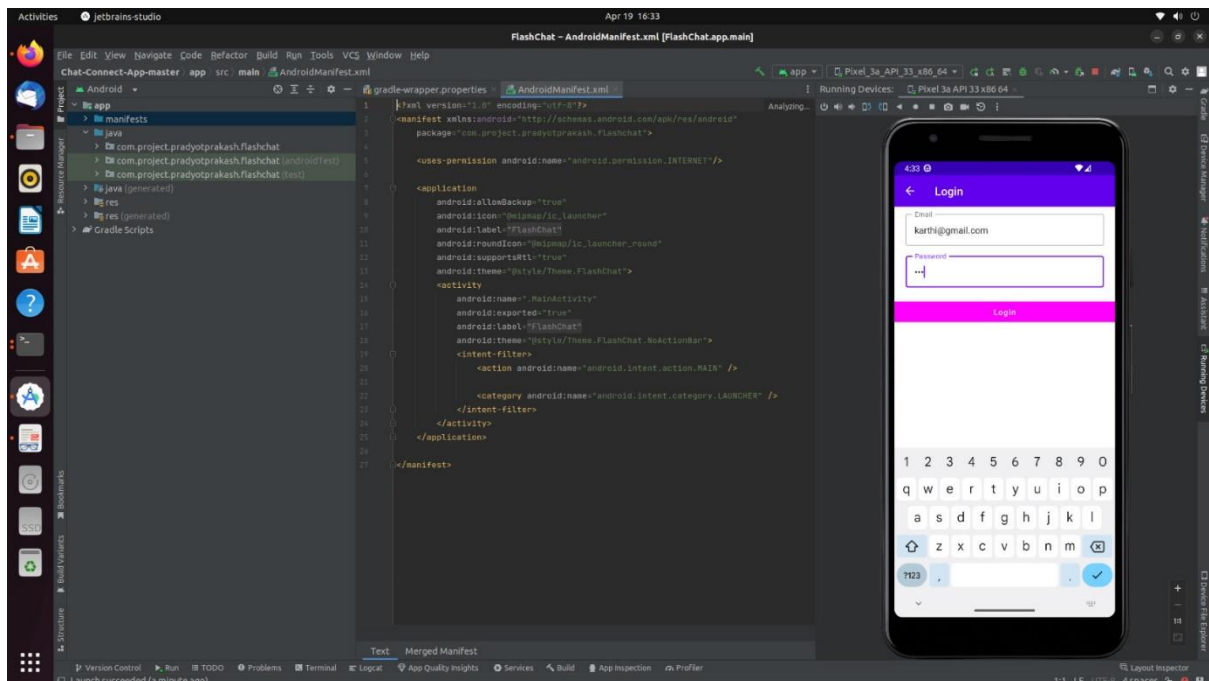 Activities jetbrains-studio Apr 19 16:33
FlashChat – AndroidManifest.xml [FlashChat.app.main]
File Edit View Navigate Code Refactor Build Run Tools VCS Window Help
Chat-Connect-App-master app src main AndroidManifest.xml app Pixel_3a_API_33_x86_64
Project Android gradle-wrapper.properties AndroidManifest.xml Running Devices: Pixel 3a API 33 x86 64
Analyzing...
app
manifests
java
com.project.pradyotprakash.flashchat
com.project.pradyotprakash.flashchat (androidTest)
com.project.pradyotprakash.flashchat (test)
java (generated)
res
res (generated)
Gradle Scripts
Resource Manager
Bookmarks
Build Variants
Structure
1 <?xml version="1.0" encoding="utf-8"?>
2 <manifest xmlns:android="http://schemas.android.com/apk/res/android"
3 package="com.project.pradyotprakash.flashchat">
4
5 <uses-permission android:name="android.permission.INTERNET"/>
6
7 <application
8 android:allowBackup="true"
9 android:icon="@mipmap/ic_launcher"
10 android:label="FlashChat"
11 android:roundIcon="@mipmap/ic_launcher_round"
12 android:supportsRtl="true"
13 android:theme="@style/Theme.FlashChat">
14 <activity
15 android:name=".MainActivity"
16 android:exported="true"
17 android:label="FlashChat"
18 android:theme="@style/Theme.FlashChat.NoActionBar">
19 <intent-filter>
20 <action android:name="android.intent.action.MAIN" />
21
22 <category android:name="android.intent.category.LAUNCHER" />
23 </intent-filter>
24 </activity>
25 </application>
26
27 </manifest>
4:33
Login
Email
karthi@gmail.com
Password
Login
1 2 3 4 5 6 7 8 9 0
q w e r t y u i o p
a s d f g h j k l
z x c v b n m
?123 , .
Gradle
Device Manager
Notifications
Assistant
Running Devices
Device File Explorer
1:1
SSD
Text Merged Manifest
Version Control Run TODO Problems Terminal Logcat App Quality Insights Services Build App Inspection Profiler Layout Inspector
Launch succeeded (a minute ago) 1:1 LF UTF-8 4 spaces